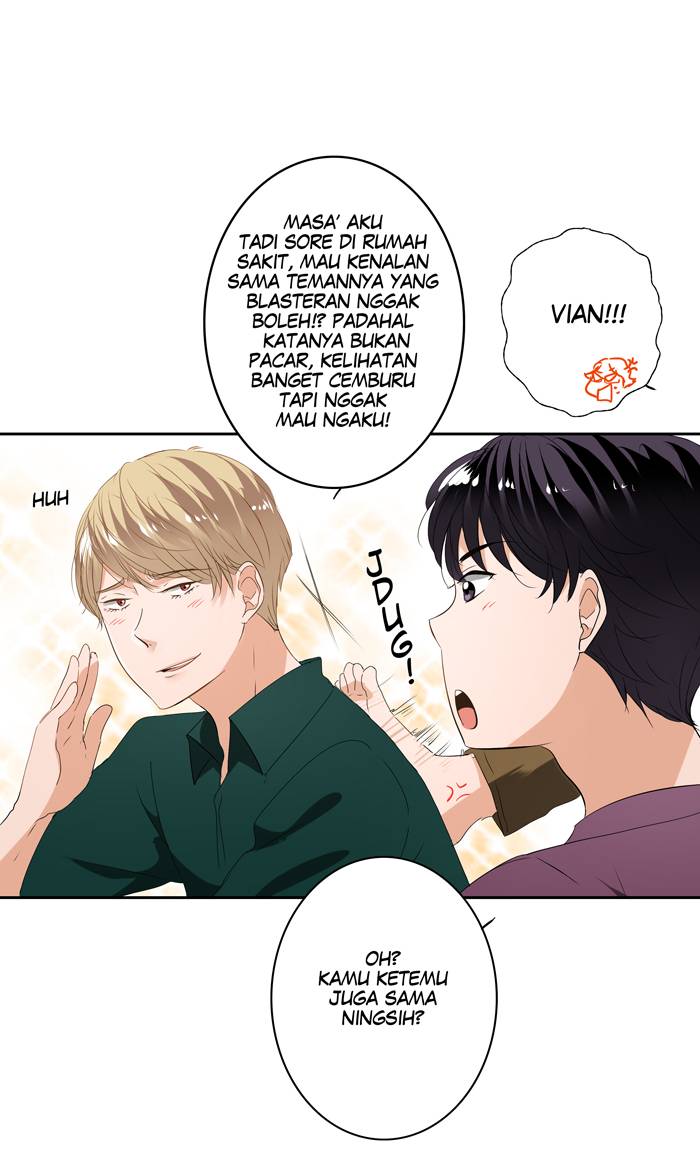 MASA' AKU
TADI SORE DI RUMAH
SAKIT, MAU KENALAN
SAMA TEMANNYA YANG
BLASTERAN NGGAK
BOLEH!? PADAHAL
KATANYA BUKAN
PACAR, KELIHATAN
BANGET CEMBURU
TAPI NGGAK
MAU NGAKU!
VIAN!!!
HUH
JDUG!
OH?
KAMU KETEMU
JUGA SAMA
NINGSIH?